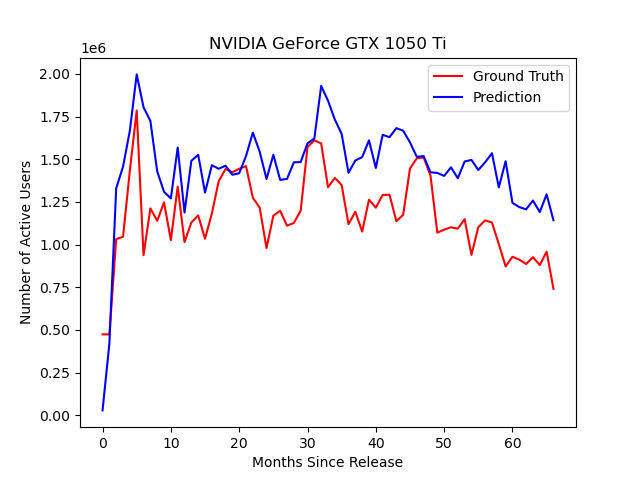 NVIDIA GeForce GTX 1050 Ti
1e6
Ground Truth
Prediction
2.00
1.75
1.50
1.25
1.00
0.75
0.50
0.25
0.00
Number of Active Users
0 10 20 30 40 50 60
Months Since Release